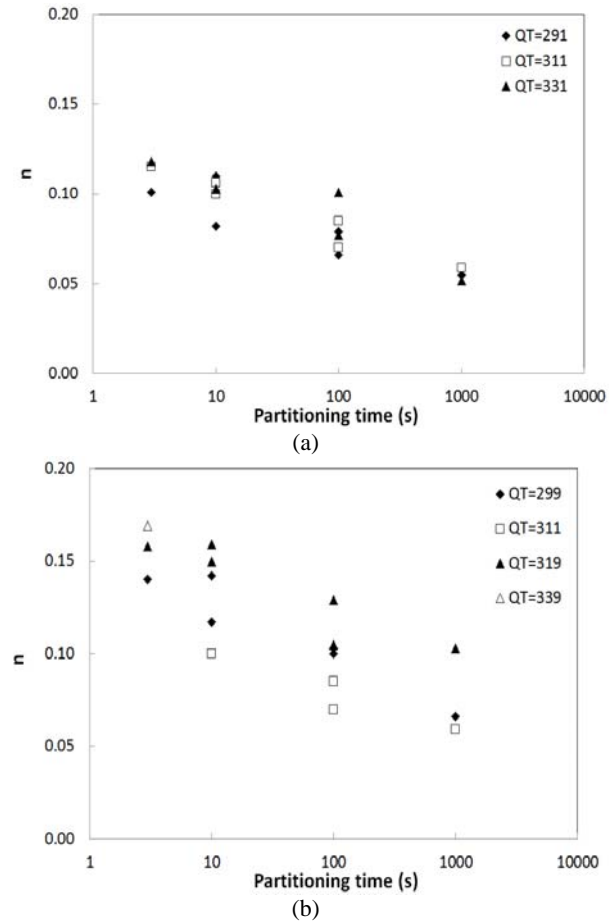 0.20
QT=291
QT=311
QT=331
0.15
n
0.10
0.05
0.00
1 10 100 1000 10000
Partitioning time (s)
(a)
0.20
QT=299
QT=311
QT=319
QT=339
0.15
n
0.10
0.05
0.00
1 10 100 1000 10000
Partitioning time (s)
(b)